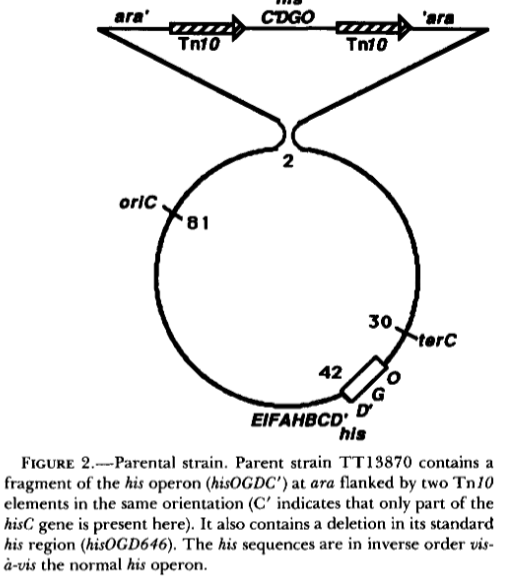 his
ara' C'DGO 'ara
Tn10 Tn10
2
oriC
81
30
terC
42
O
G
D'
EIFAHBCD'
his
FIGURE 2.—Parental strain. Parent strain TT13870 contains a
fragment of the his operon (hisOGDC') at ara flanked by two Tn10
elements in the same orientation (C' indicates that only part of the
hisC gene is present here). It also contains a deletion in its standard
his region (hisOGD646). The his sequences are in inverse order vis-
à-vis the normal his operon.